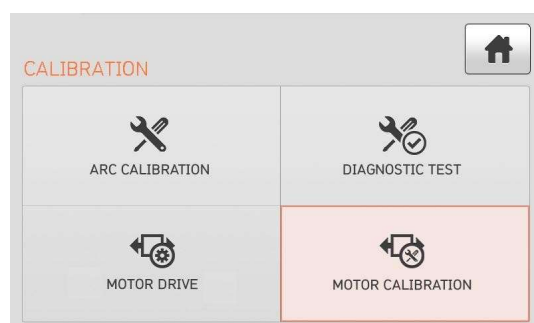 CALIBRATION
ARC CALIBRATION
DIAGNOSTIC TEST
MOTOR DRIVE
MOTOR CALIBRATION